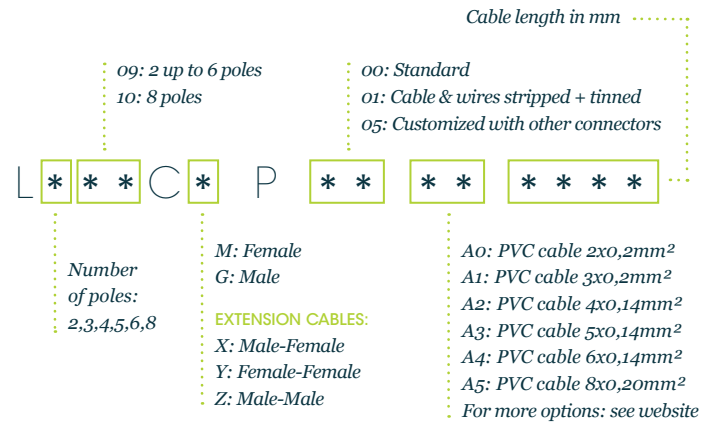 Cable length in mm
09: 2 up to 6 poles
10: 8 poles
00: Standard
01: Cable & wires stripped + tinned
05: Customized with other connectors
L * * * C * P * * * * * * * *
Number
of poles:
2,3,4,5,6,8
M: Female
G: Male
EXTENSION CABLES:
X: Male-Female
Y: Female-Female
Z: Male-Male
A0: PVC cable 2x0,2mm²
A1: PVC cable 3x0,2mm²
A2: PVC cable 4x0,14mm²
A3: PVC cable 5x0,14mm²
A4: PVC cable 6x0,14mm²
A5: PVC cable 8x0,20mm²
For more options: see website